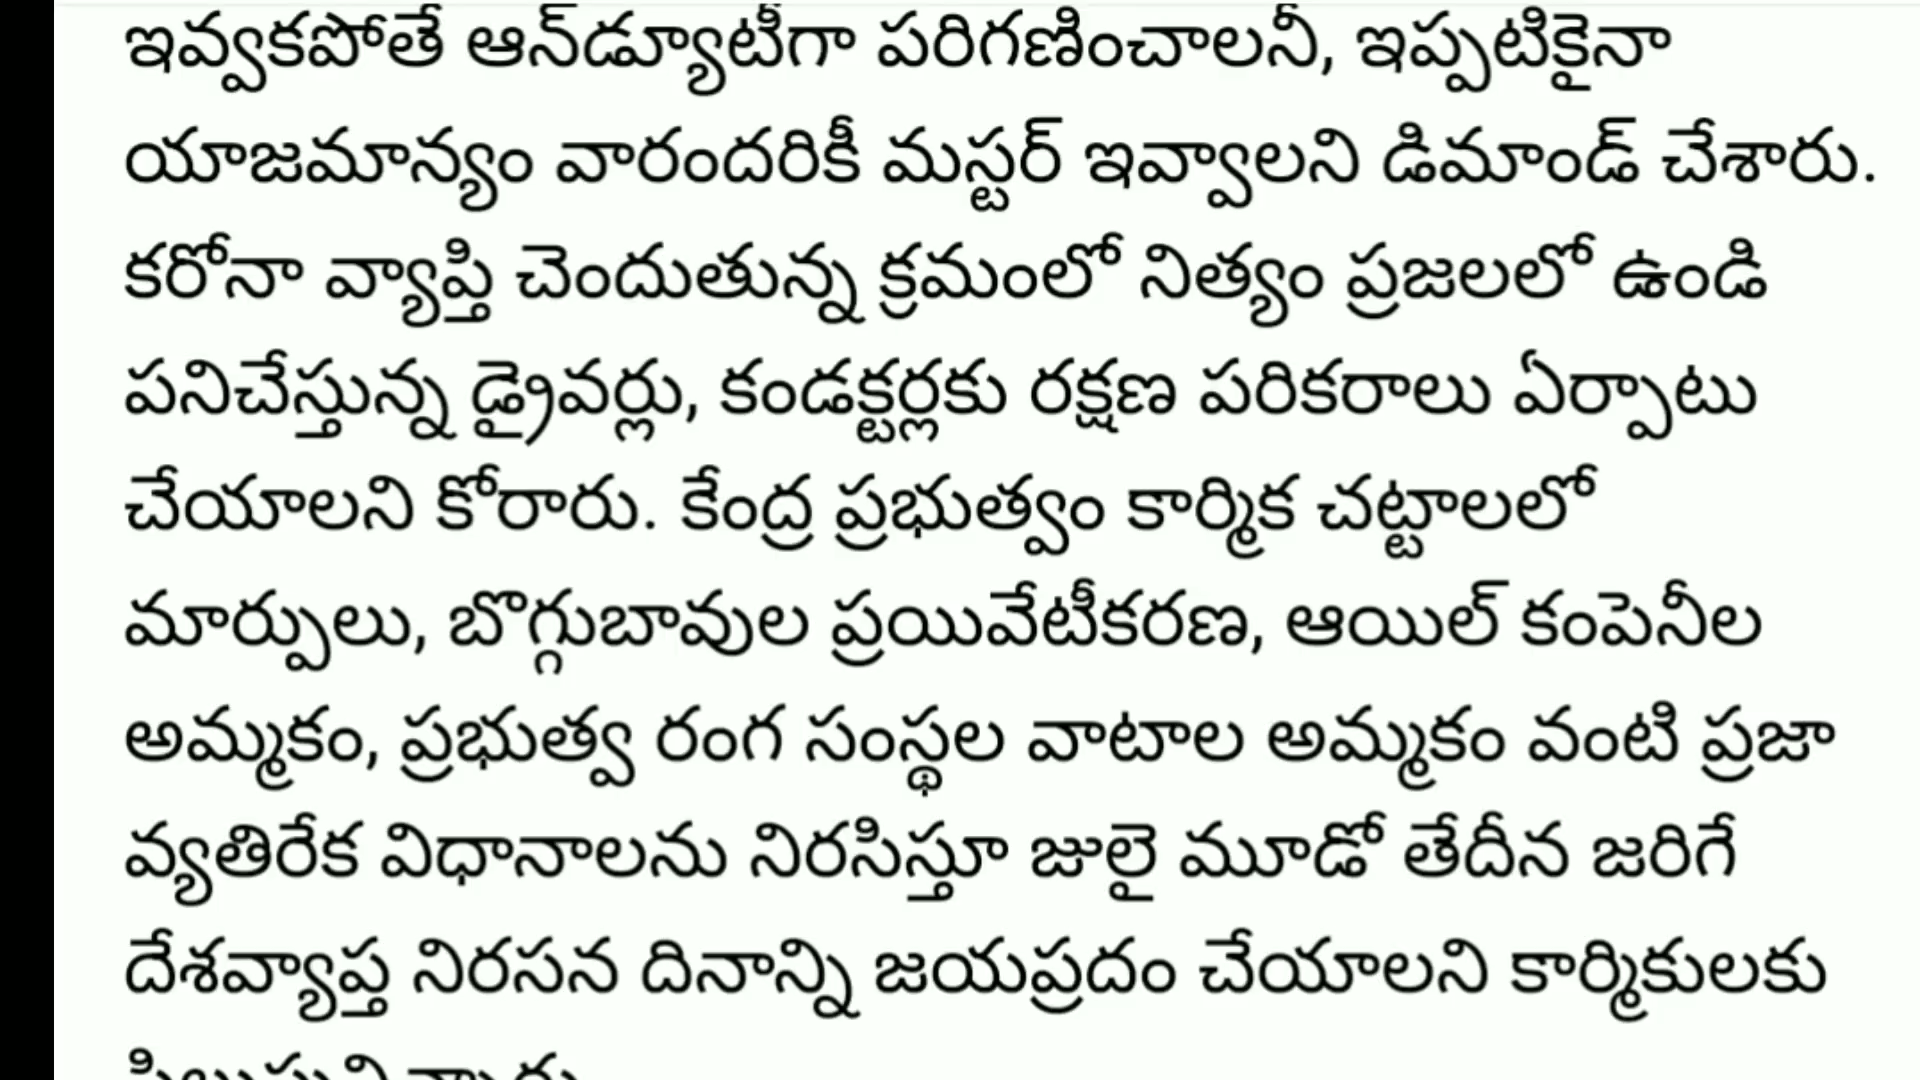 ఇవ్వకపోతే ఆన్‌డ్యూటీగా పరిగణించాలనీ, ఇప్పటికైనా
యాజమాన్యం వారందరికీ మస్టర్ ఇవ్వాలని డిమాండ్ చేశారు.
కరోనా వ్యాప్తి చెందుతున్న క్రమంలో నిత్యం ప్రజలలో ఉండి
పనిచేస్తున్న డ్రైవర్లు, కండక్టర్లకు రక్షణ పరికరాలు ఏర్పాటు
చేయాలని కోరారు. కేంద్ర ప్రభుత్వం కార్మిక చట్టాలలో
మార్పులు, బొగ్గుబావుల ప్రయివేటీకరణ, ఆయిల్ కంపెనీల
అమ్మకం, ప్రభుత్వ రంగ సంస్థల వాటాల అమ్మకం వంటి ప్రజా
వ్యతిరేక విధానాలను నిరసిస్తూ జులై మూడో తేదీన జరిగే
దేశవ్యాప్త నిరసన దినాన్ని జయప్రదం చేయాలని కార్మికులకు